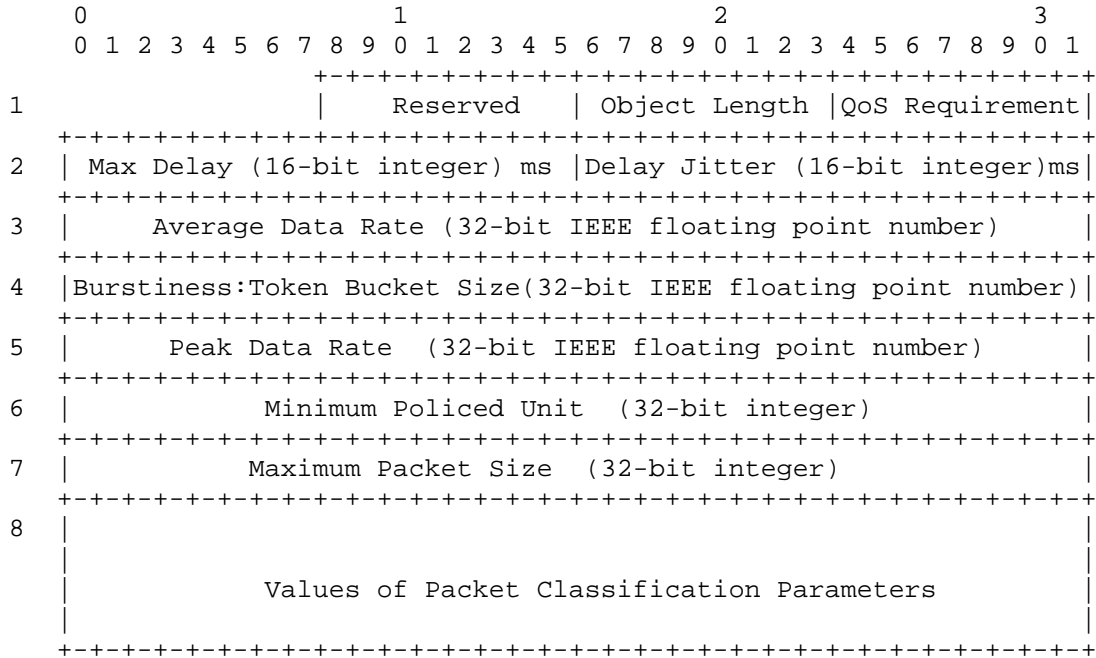 0                   1                   2                   3
       0 1 2 3 4 5 6 7 8 9 0 1 2 3 4 5 6 7 8 9 0 1 2 3 4 5 6 7 8 9 0 1
                      +-+-+-+-+-+-+-+-+-+-+-+-+-+-+-+-+-+-+-+-+-+-+-+-+
   1                  |    Reserved   | Object Length |QoS Requirement|
      +-+-+-+-+-+-+-+-+-+-+-+-+-+-+-+-+-+-+-+-+-+-+-+-+-+-+-+-+-+-+-+-+
   2  | Max Delay (16-bit integer) ms |Delay Jitter (16-bit integer)ms|
      +-+-+-+-+-+-+-+-+-+-+-+-+-+-+-+-+-+-+-+-+-+-+-+-+-+-+-+-+-+-+-+-+
   3  |     Average Data Rate (32-bit IEEE floating point number)     |
      +-+-+-+-+-+-+-+-+-+-+-+-+-+-+-+-+-+-+-+-+-+-+-+-+-+-+-+-+-+-+-+-+
   4  |Burstiness:Token Bucket Size(32-bit IEEE floating point number)|
      +-+-+-+-+-+-+-+-+-+-+-+-+-+-+-+-+-+-+-+-+-+-+-+-+-+-+-+-+-+-+-+-+
   5  |      Peak Data Rate  (32-bit IEEE floating point number)      |
      +-+-+-+-+-+-+-+-+-+-+-+-+-+-+-+-+-+-+-+-+-+-+-+-+-+-+-+-+-+-+-+-+
   6  |            Minimum Policed Unit  (32-bit integer)             |
      +-+-+-+-+-+-+-+-+-+-+-+-+-+-+-+-+-+-+-+-+-+-+-+-+-+-+-+-+-+-+-+-+
   7  |           Maximum Packet Size  (32-bit integer)               |
      +-+-+-+-+-+-+-+-+-+-+-+-+-+-+-+-+-+-+-+-+-+-+-+-+-+-+-+-+-+-+-+-+
   8  |                                                               |
      |                                                               |
      |            Values of Packet Classification Parameters         |
      |                                                               |
      +-+-+-+-+-+-+-+-+-+-+-+-+-+-+-+-+-+-+-+-+-+-+-+-+-+-+-+-+-+-+-+-+